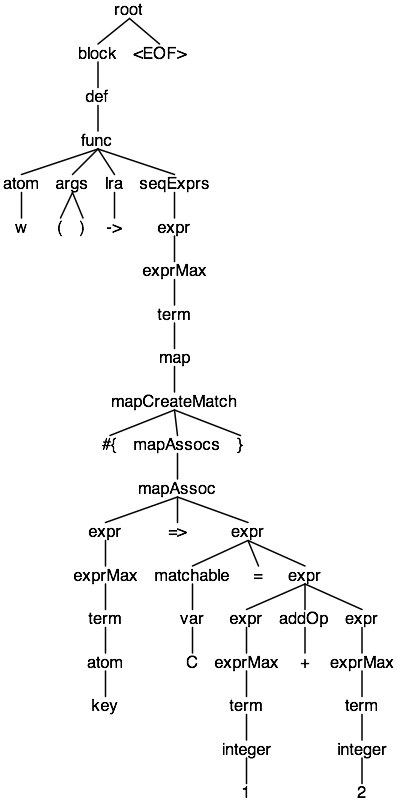 root
block <EOF>
def
func
atom args lra seqExprs
w ( ) -> expr
exprMax
term
map
mapCreateMatch
#{ mapAssocs }
mapAssoc
expr => expr
exprMax matchable = expr
term var expr addOp expr
atom C exprMax + exprMax
key term term
integer integer
1 2